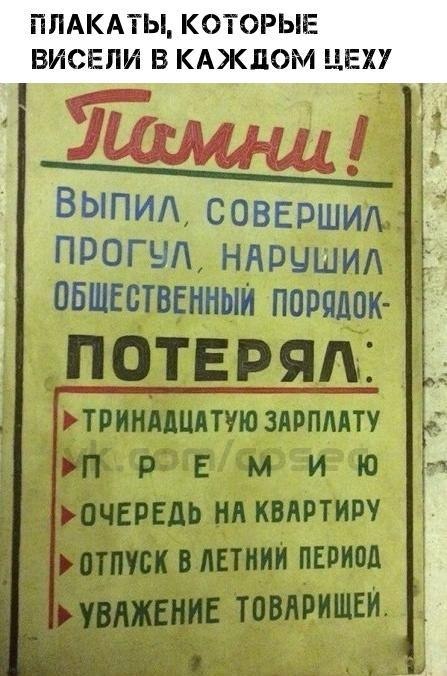 ПЛАКАТЫ, КОТОРЫЕ
ВИСЕЛИ В КАЖДОМ ЦЕХУ
Помни!
ВЫПИЛ, СОВЕРШИЛ
ПРОГУЛ, НАРУШИЛ
ОБЩЕСТВЕННЫЙ ПОРЯДОК-
ПОТЕРЯЛ:
ТРИНАДЦАТУЮ ЗАРПЛАТУ
ПРЕМИЮ
ОЧЕРЕДЬ НА КВАРТИРУ
ОТПУСК В ЛЕТНИЙ ПЕРИОД
УВАЖЕНИЕ ТОВАРИЩЕЙ.